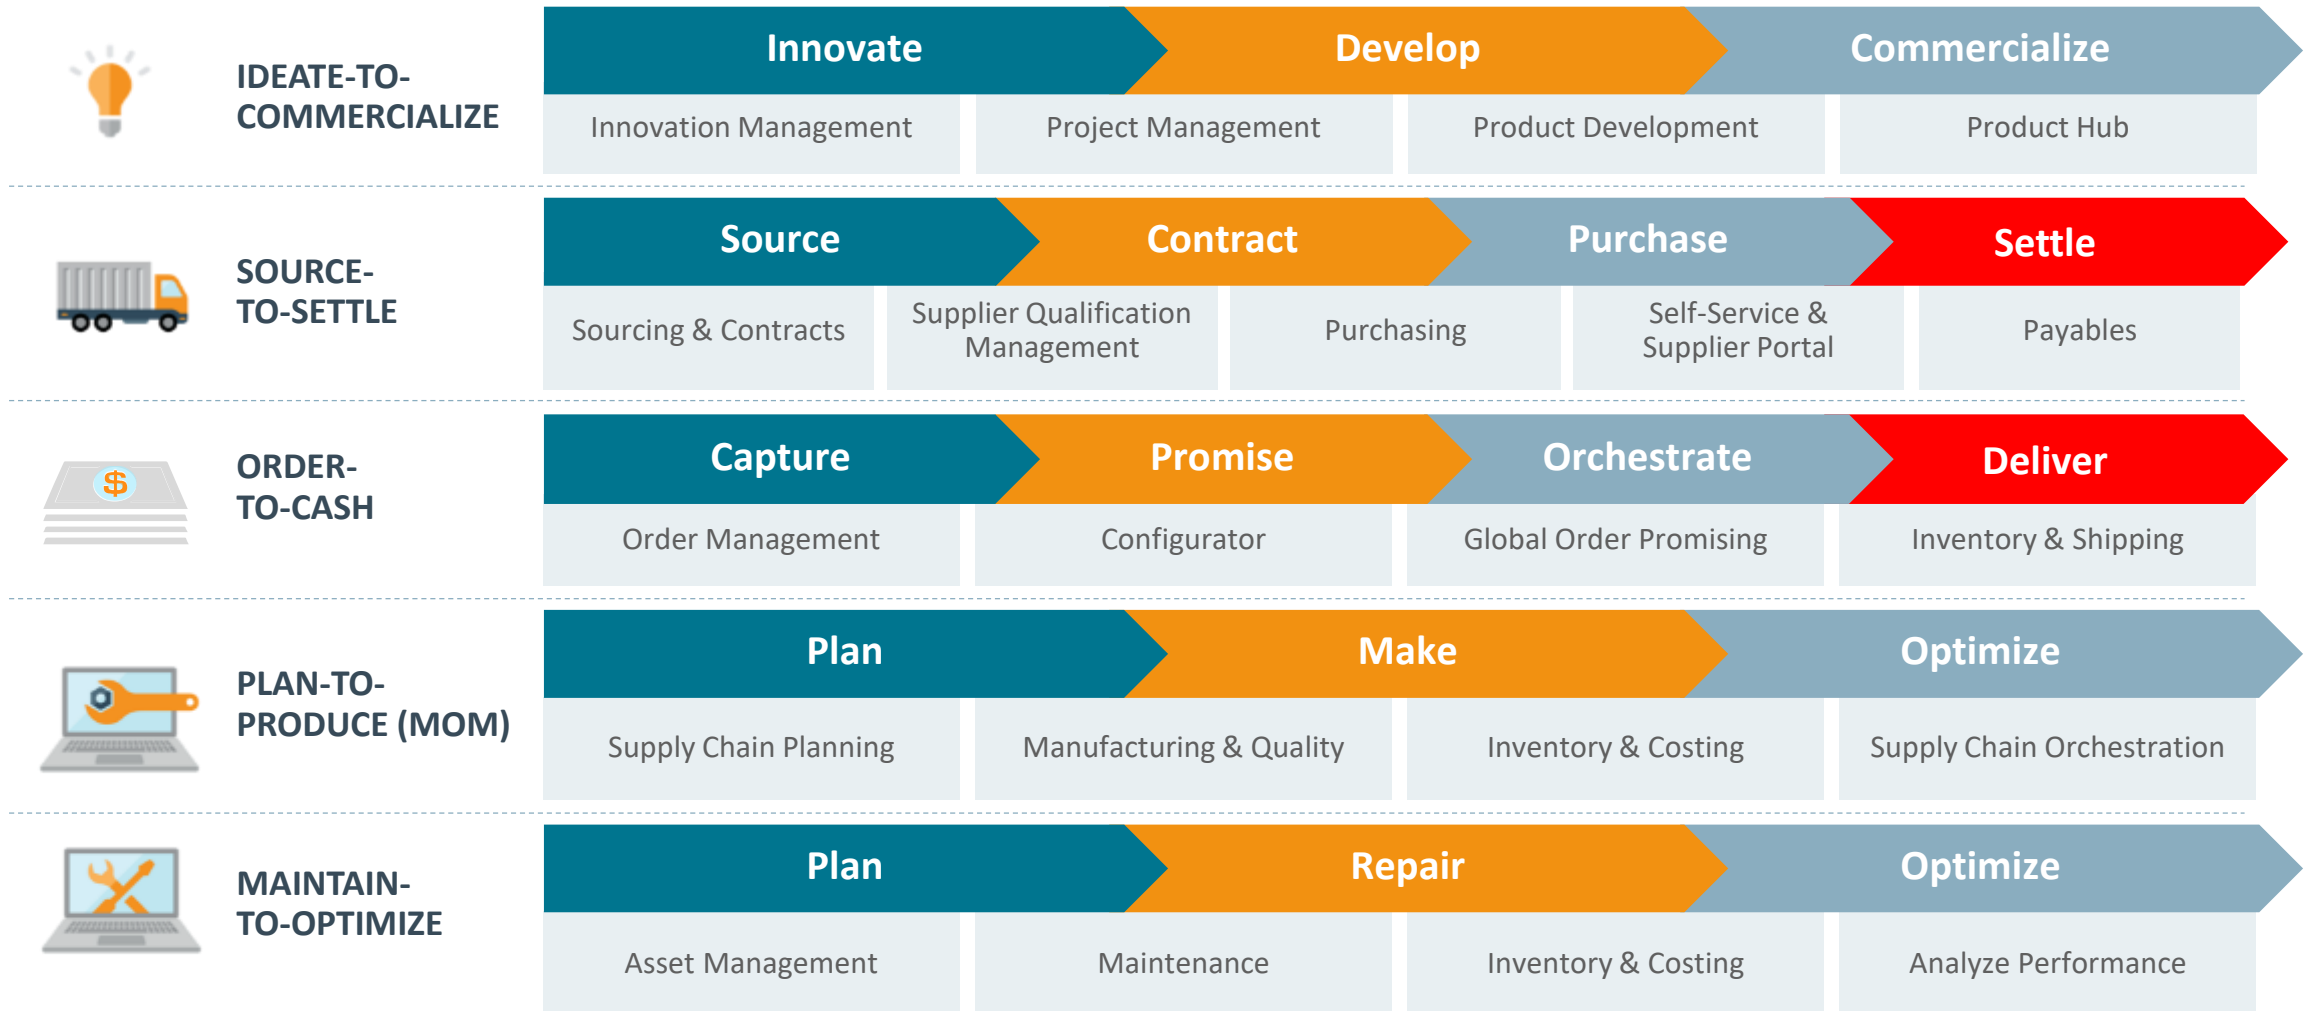 IDEATE-TO-
COMMERCIALIZE
Innovate
Develop
Commercialize
Innovation Management
Project Management
Product Development
Product Hub
SOURCE-
TO-SETTLE
Source
Contract
Purchase
Settle
Sourcing & Contracts
Supplier Qualification
Management
Purchasing
Self-Service &
Supplier Portal
Payables
$
ORDER-
TO-CASH
Capture
Promise
Orchestrate
Deliver
Order Management
Configurator
Global Order Promising
Inventory & Shipping
PLAN-TO-
PRODUCE (MOM)
Plan
Make
Optimize
Supply Chain Planning
Manufacturing & Quality
Inventory & Costing
Supply Chain Orchestration
MAINTAIN-
TO-OPTIMIZE
Plan
Repair
Optimize
Asset Management
Maintenance
Inventory & Costing
Analyze Performance